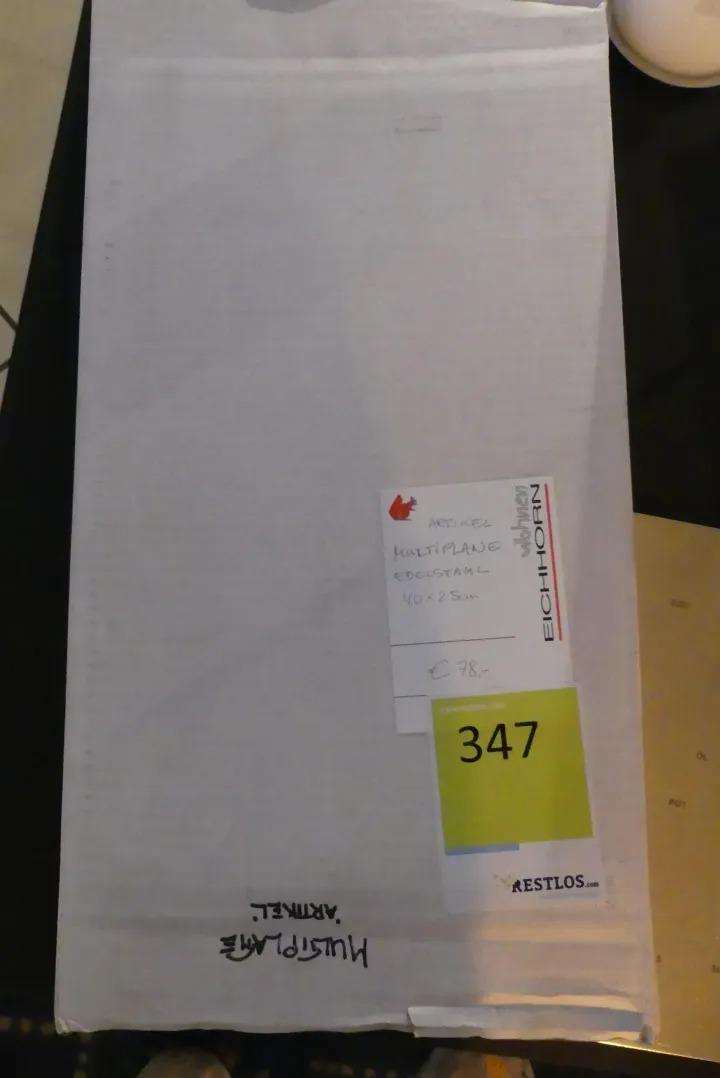 ARTIKEL
MULTIPLANE
EDELSTAHL
40 x 25cm
€ 78,-
wohnen
EICHHORN
347
RESTLOS.com
MULTIPLANE
"ARTIKEL"